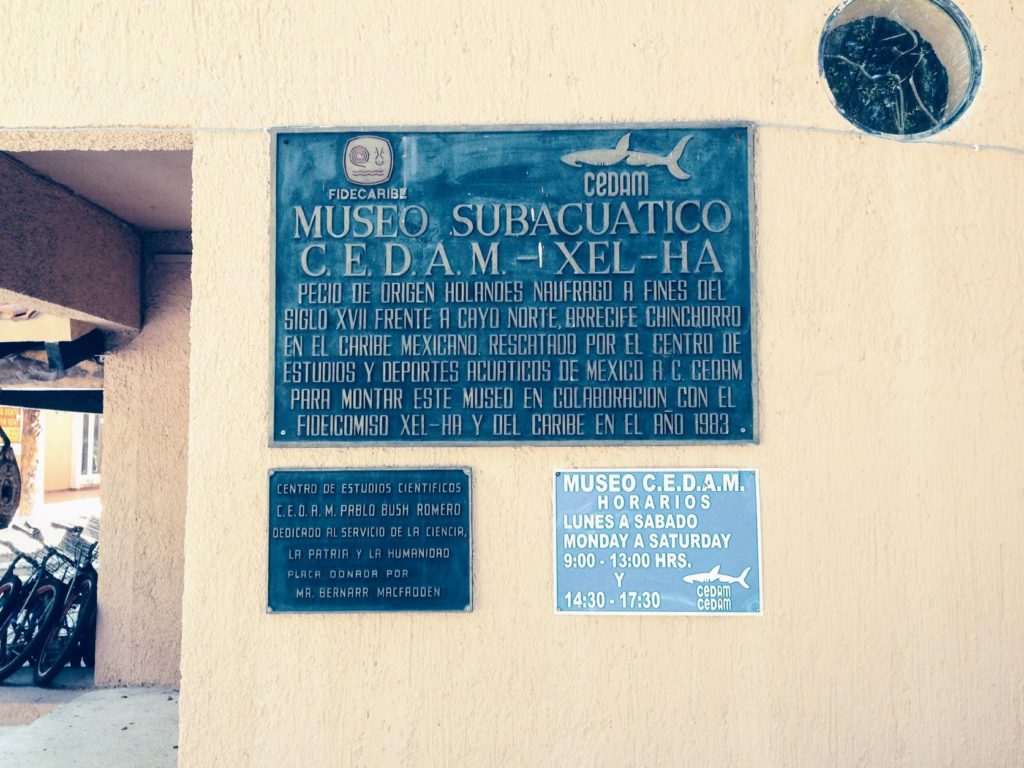 FIDECARIBE
CEDAM
MUSEO SUBACUATICO
C.E.D.A.M.-XEL-HA
PECIO DE ORIGEN HOLANDES NAUFRAGO A FINES DEL
SIGLO XVII FRENTE A CAYO NORTE, ARRECIFE CHINCHORRO
EN EL CARIBE MEXICANO. RESCATADO POR EL CENTRO DE
ESTUDIOS Y DEPORTES ACUATICOS DE MEXICO A.C. CEDAM
PARA MONTAR ESTE MUSEO EN COLABORACION CON EL
FIDEICOMISO XEL-HA Y DEL CARIBE EN EL AÑO 1983
CENTRO DE ESTUDIOS CIENTIFICOS
C.E.D.A.M. PABLO BUSH ROMERO
DEDICADO AL SERVICIO DE LA CIENCIA,
LA PATRIA Y LA HUMANIDAD
PLACA DONADA POR
MR. BERNARR MACFADDEN
MUSEO C.E.D.A.M.
HORARIOS
LUNES A SABADO
MONDAY A SATURDAY
9:00 - 13:00 HRS.
Y
14:30 - 17:30
CEDAM
CEDAM